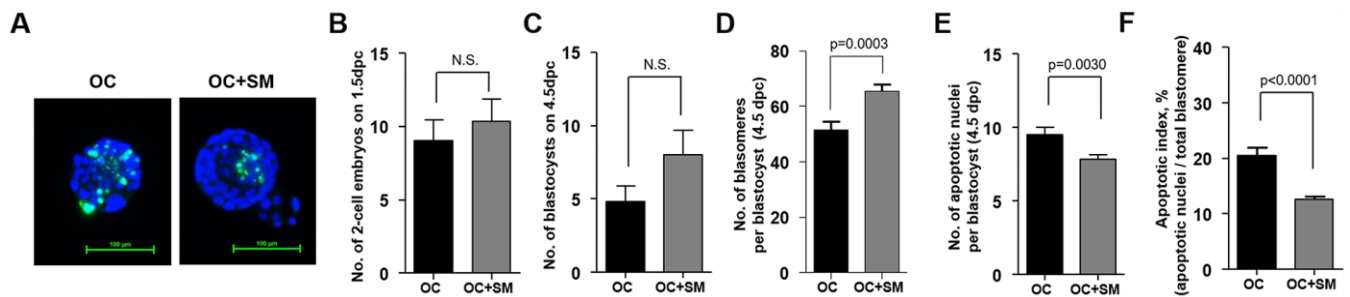 A
OC
OC+SM
100 µm
100 µm
B
No. of 2-cell embryos on 1.5dpc
15
10
5
0
N.S.
OC
OC+SM
C
No. of blastocysts on 4.5dpc
15
10
5
0
N.S.
OC
OC+SM
D
No. of blasomeres
per blastocyst (4.5 dpc)
80
60
40
20
0
p=0.0003
OC
OC+SM
E
No. of apoptotic nuclei
per blastocyst (4.5 dpc)
15
10
5
0
p=0.0030
OC
OC+SM
F
Apoptotic index, %
(apoptotic nuclei / total blastomere)
40
30
20
10
0
p<0.0001
OC
OC+SM